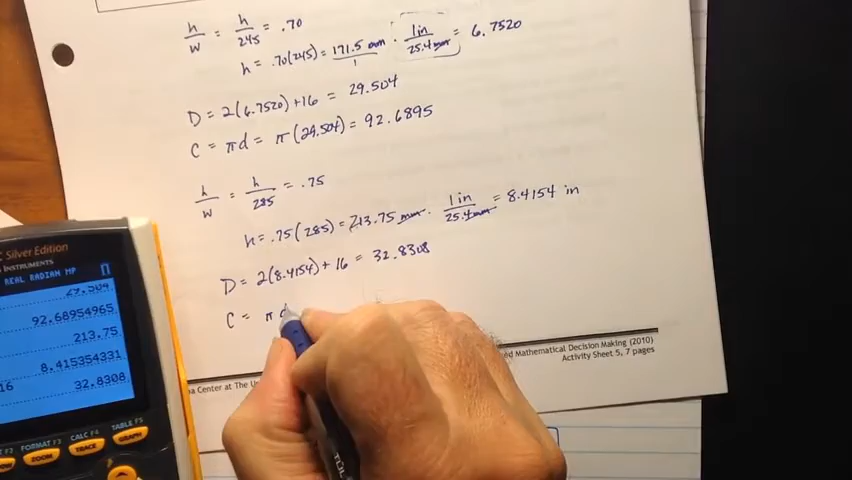 h/w = h/245 = .70
h = .70(245) = 171.5 mm/1 · 1in/25.4mm = 6.7520
D = 2(6.7520) + 16 = 29.504
C = πd = π(29.504) = 92.6895
h/w = h/285 = .75
h = .75(285) = 213.75 mm · 1in/25.4mm = 8.4154 in
D = 2(8.4154) + 16 = 32.8308
C = π d
Center at the
ed Mathematical Decision Making (2010)
Activity Sheet 5, 7 pages
Silver Edition
INSTRUMENTS
REAL RADIAN MP
29.504
92.68954965
213.75
8.415354331
16
32.8308
FORMAT F3 CALC F4 TABLE F5
ZOOM TRACE GRAPH